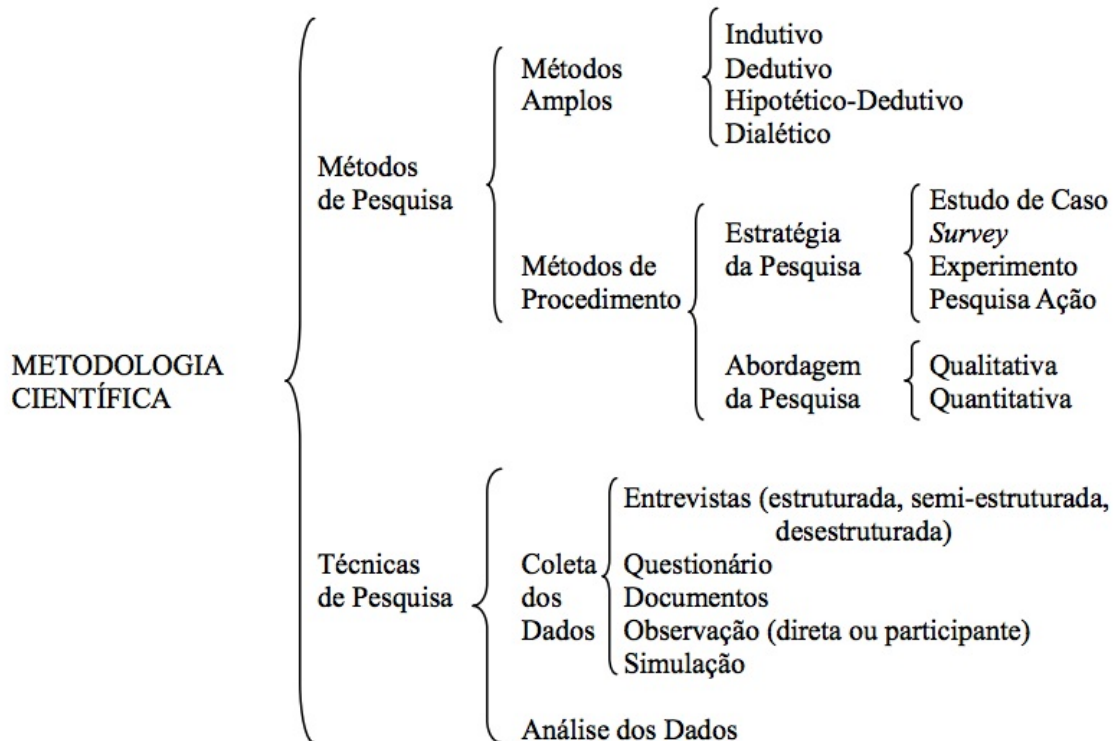 METODOLOGIA
CIENTÍFICA
Métodos
de Pesquisa
Métodos
Amplos
Indutivo
Dedutivo
Hipotético-Dedutivo
Dialético
Métodos de
Procedimento
Estratégia
da Pesquisa
Estudo de Caso
Survey
Experimento
Pesquisa Ação
Abordagem
da Pesquisa
Qualitativa
Quantitativa
Técnicas
de Pesquisa
Coleta
dos
Dados
Entrevistas (estruturada, semi-estruturada,
desestruturada)
Questionário
Documentos
Observação (direta ou participante)
Simulação
Análise dos Dados